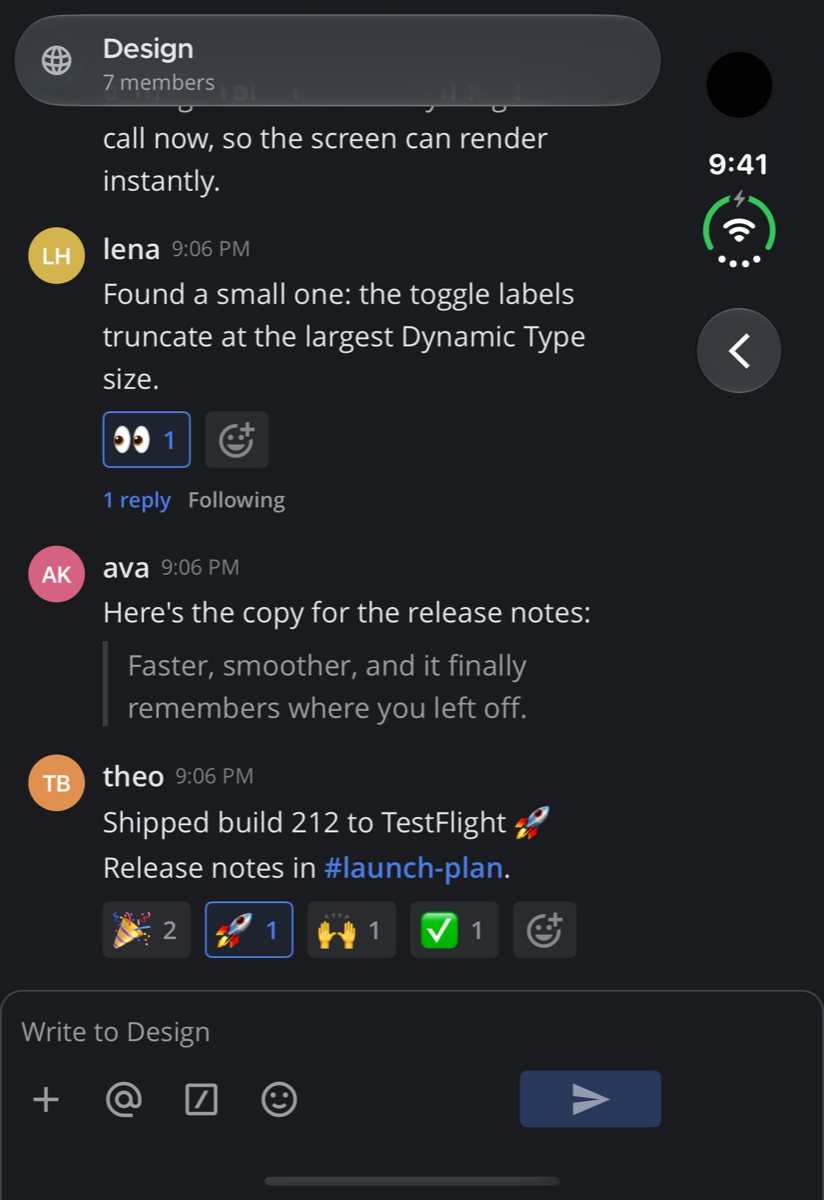 Design
7 members
9:41
call now, so the screen can render
instantly.
LH
lena 9:06 PM
Found a small one: the toggle labels
truncate at the largest Dynamic Type
size.
👀 1
1 reply Following
AK
ava 9:06 PM
Here's the copy for the release notes:
Faster, smoother, and it finally
remembers where you left off.
TB
theo 9:06 PM
Shipped build 212 to TestFlight 🚀
Release notes in #launch-plan.
🎉 2 🚀 1 🙌 1 ✅ 1
Write to Design